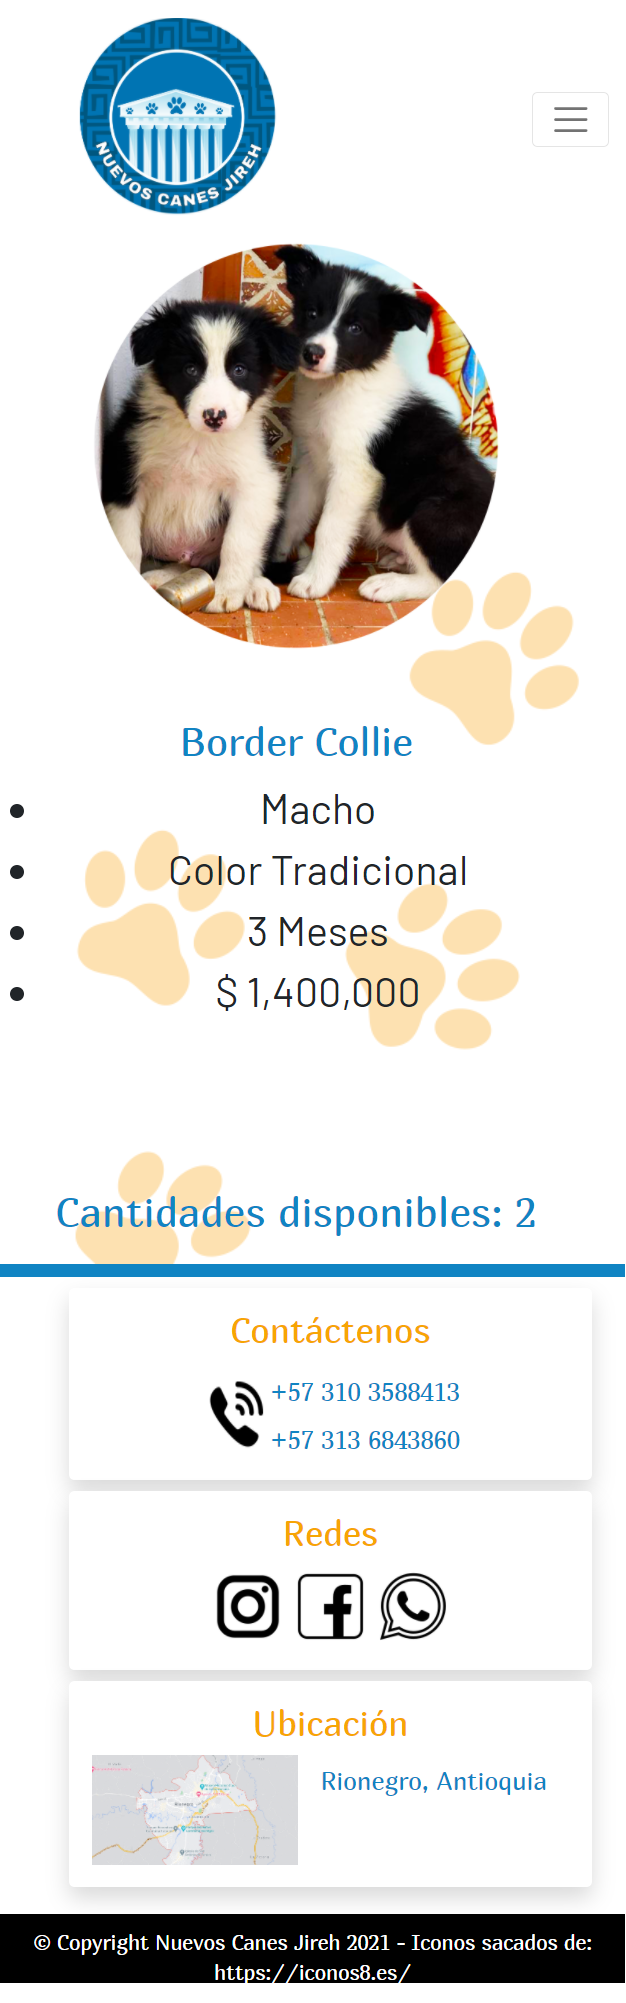 NUEVOS CANES JIREH
Border Collie
Macho
Color Tradicional
3 Meses
$ 1,400,000
Cantidades disponibles: 2
Contáctenos
+57 310 3588413
+57 313 6843860
Redes
Ubicación
Rionegro, Antioquia
© Copyright Nuevos Canes Jireh 2021 - Iconos sacados de:
https://iconos8.es/